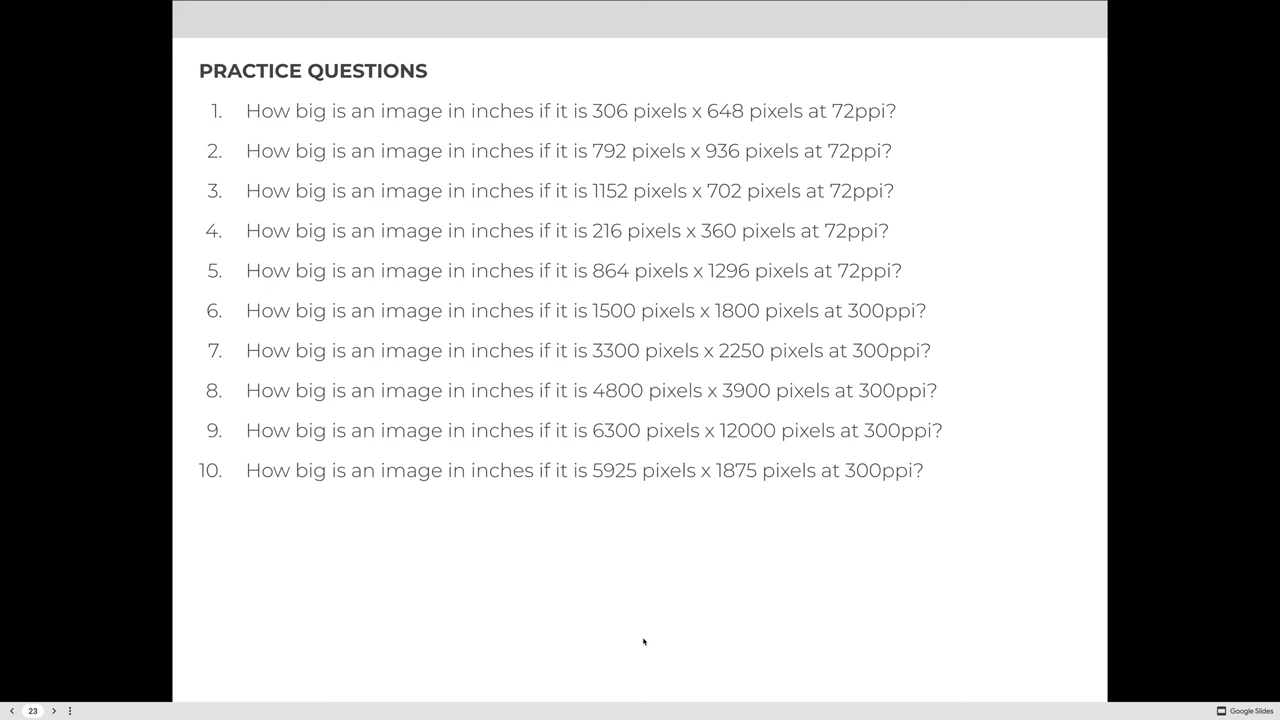 PRACTICE QUESTIONS
1. How big is an image in inches if it is 306 pixels x 648 pixels at 72ppi?
2. How big is an image in inches if it is 792 pixels x 936 pixels at 72ppi?
3. How big is an image in inches if it is 1152 pixels x 702 pixels at 72ppi?
4. How big is an image in inches if it is 216 pixels x 360 pixels at 72ppi?
5. How big is an image in inches if it is 864 pixels x 1296 pixels at 72ppi?
6. How big is an image in inches if it is 1500 pixels x 1800 pixels at 300ppi?
7. How big is an image in inches if it is 3300 pixels x 2250 pixels at 300ppi?
8. How big is an image in inches if it is 4800 pixels x 3900 pixels at 300ppi?
9. How big is an image in inches if it is 6300 pixels x 12000 pixels at 300ppi?
10. How big is an image in inches if it is 5925 pixels x 1875 pixels at 300ppi?
23
Google Slides